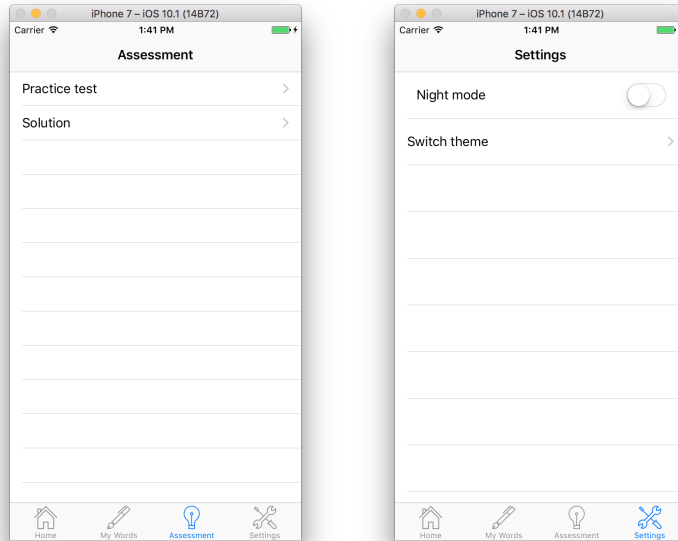 iPhone 7 – iOS 10.1 (14B72)
Carrier
1:41 PM
Assessment
Practice test
Solution
Home
My Words
Assessment
Settings
iPhone 7 – iOS 10.1 (14B72)
Carrier
1:41 PM
Settings
Night mode
Switch theme
Home
My Words
Assessment
Settings